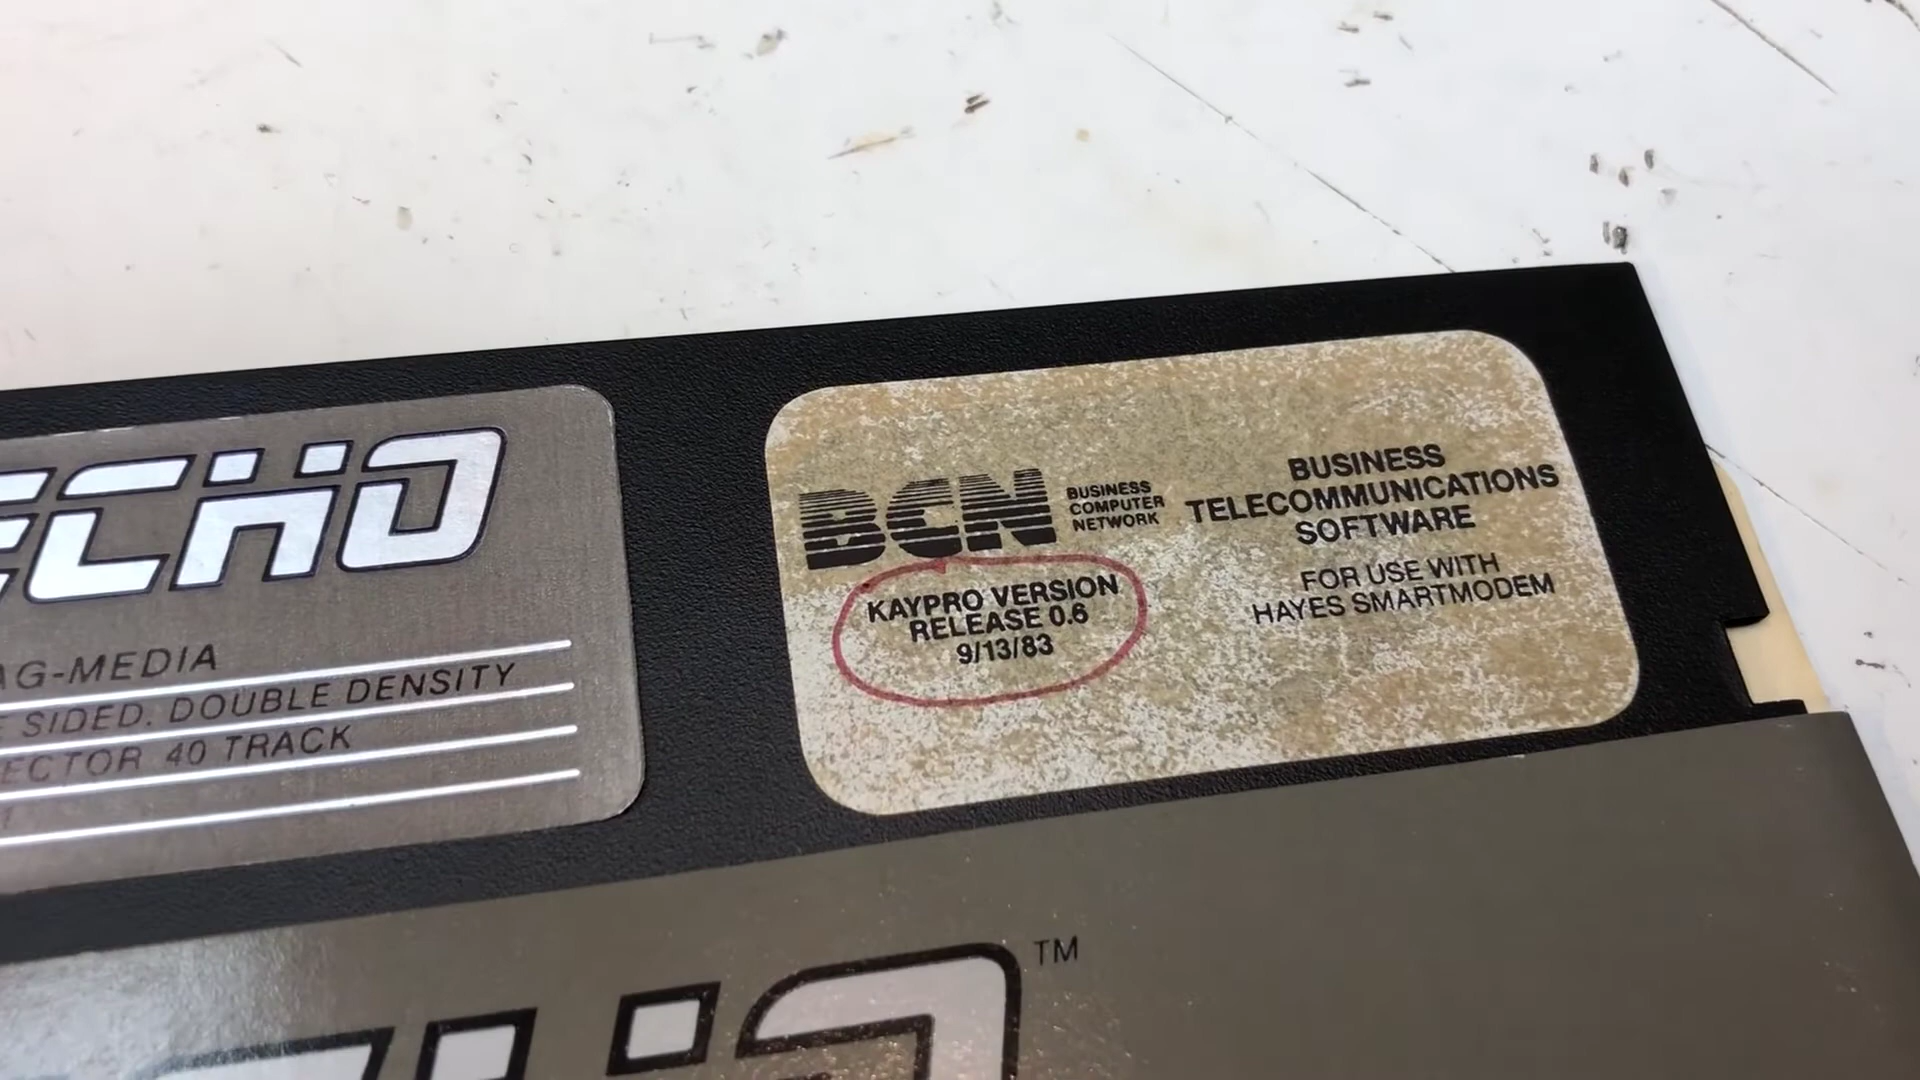 ECHO
AG-MEDIA
SIDED, DOUBLE DENSITY
ECTOR 40 TRACK
BCN
BUSINESS
COMPUTER
NETWORK
KAYPRO VERSION
RELEASE 0.6
9/13/83
BUSINESS
TELECOMMUNICATIONS
SOFTWARE
FOR USE WITH
HAYES SMARTMODEM
TM